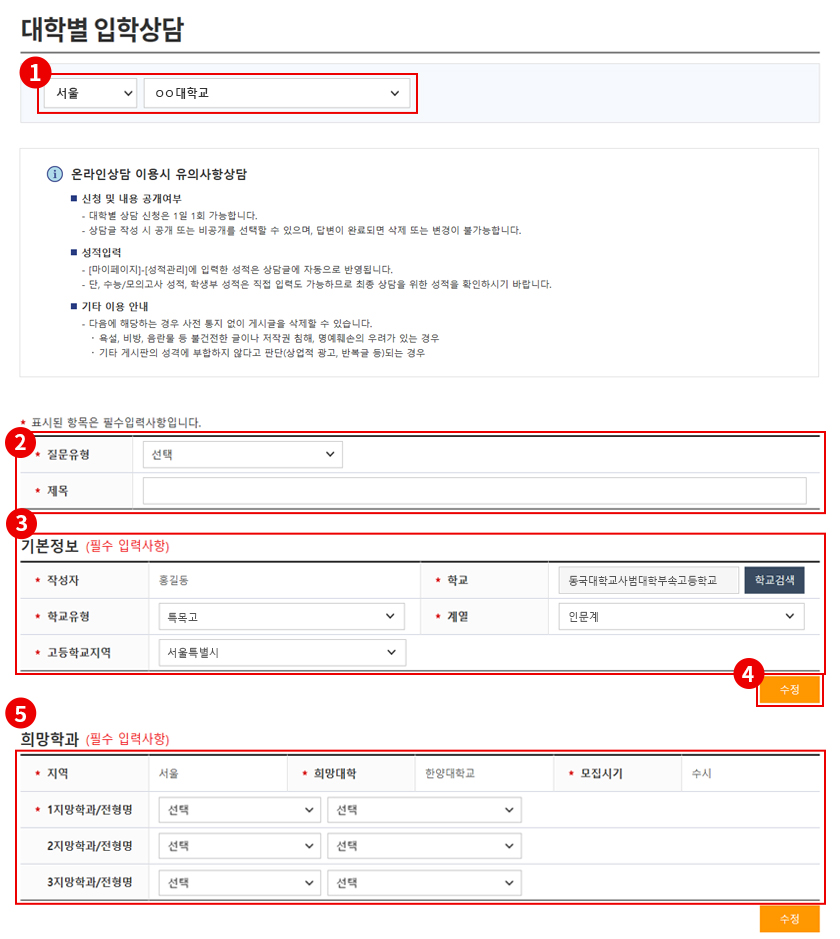 대학별 입학상담
1
서울 ㅇㅇ대학교
i 온라인상담 이용시 유의사항상담
■ 신청 및 내용 공개여부
- 대학별 상담 신청은 1일 1회 가능합니다.
- 상담글 작성 시 공개 또는 비공개를 선택할 수 있으며, 답변이 완료되면 삭제 또는 변경이 불가능합니다.
■ 성적입력
- [마이페이지]-[성적관리]에 입력한 성적은 상담글에 자동으로 반영됩니다.
- 단, 수능/모의고사 성적, 학생부 성적은 직접 입력도 가능하므로 최종 상담을 위한 성적을 확인하시기 바랍니다.
■ 기타 이용 안내
- 다음에 해당하는 경우 사전 통지 없이 게시글을 삭제할 수 있습니다.
· 욕설, 비방, 음란물 등 불건전한 글이나 저작권 침해, 명예훼손의 우려가 있는 경우
· 기타 게시판의 성격에 부합하지 않다고 판단(상업적 광고, 반복글 등)되는 경우
* 표시된 항목은 필수입력사항입니다.
2
* 질문유형 선택
* 제목
3
기본정보 (필수 입력사항)
* 작성자 홍길동 * 학교 동국대학교사범대학부속고등학교 학교검색
* 학교유형 특목고 * 계열 인문계
* 고등학교지역 서울특별시
4
수정
5
희망학과 (필수 입력사항)
* 지역 서울 * 희망대학 한양대학교 * 모집시기 수시
* 1지망학과/전형명 선택 선택
2지망학과/전형명 선택 선택
3지망학과/전형명 선택 선택
수정